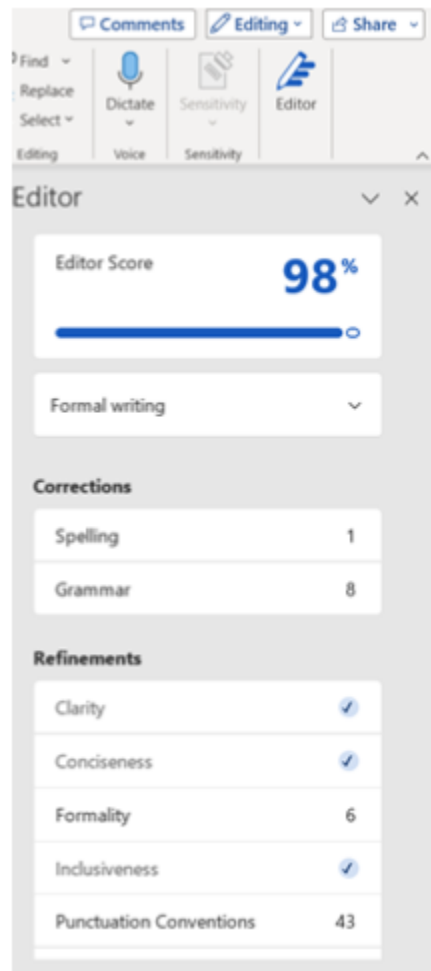 Comments Editing Share
Find
Replace
Select
Dictate
Sensitivity
Editor
Editing Voice Sensitivity
Editor
Editor Score 98%
Formal writing
Corrections
Spelling 1
Grammar 8
Refinements
Clarity
Conciseness
Formality 6
Inclusiveness
Punctuation Conventions 43